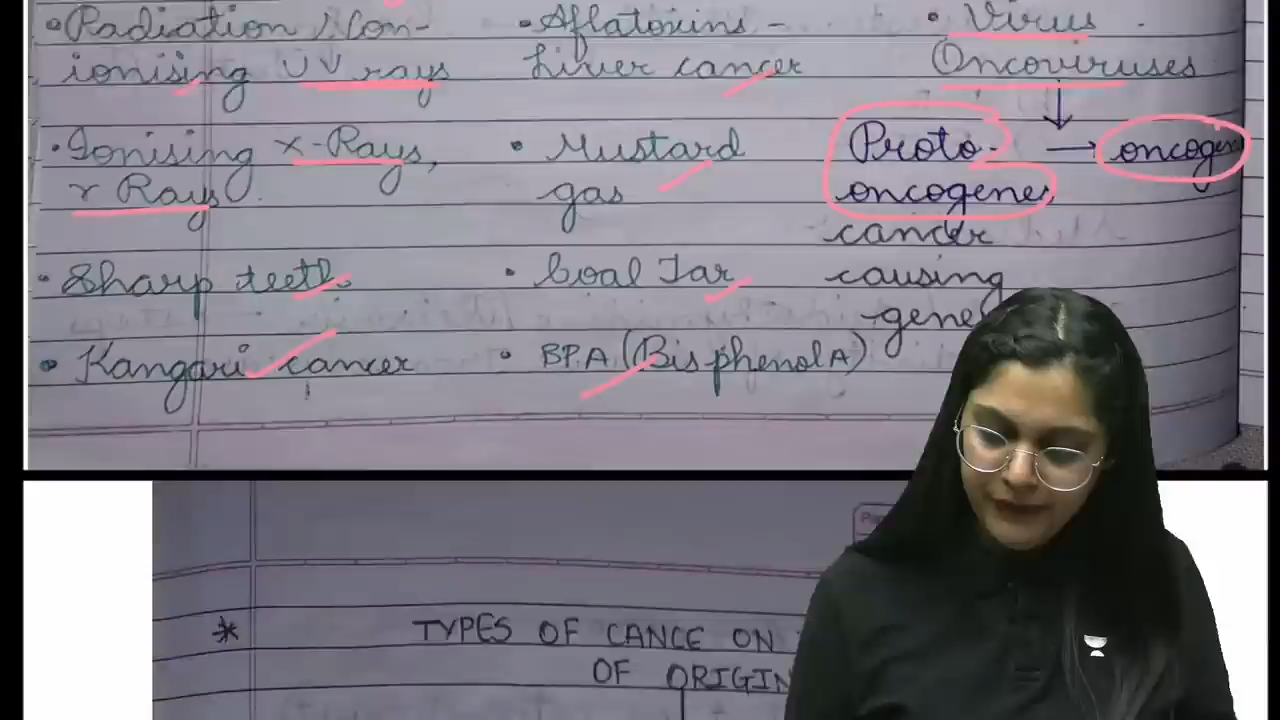 •Radiation Non-
ionising UV rays
•Ionising X-Rays,
r Rays
•Sharp teeth
•Kangari cancer
•Aflatoxins -
Liver cancer
•Mustard
gas
•Coal Tar
•BPA (Bisphenol A)
•Virus
Oncoviruses
↓
Proto- → oncogen
oncogenes
cancer
causing
gene
* TYPES OF CANCE ON
OF ORIGIN